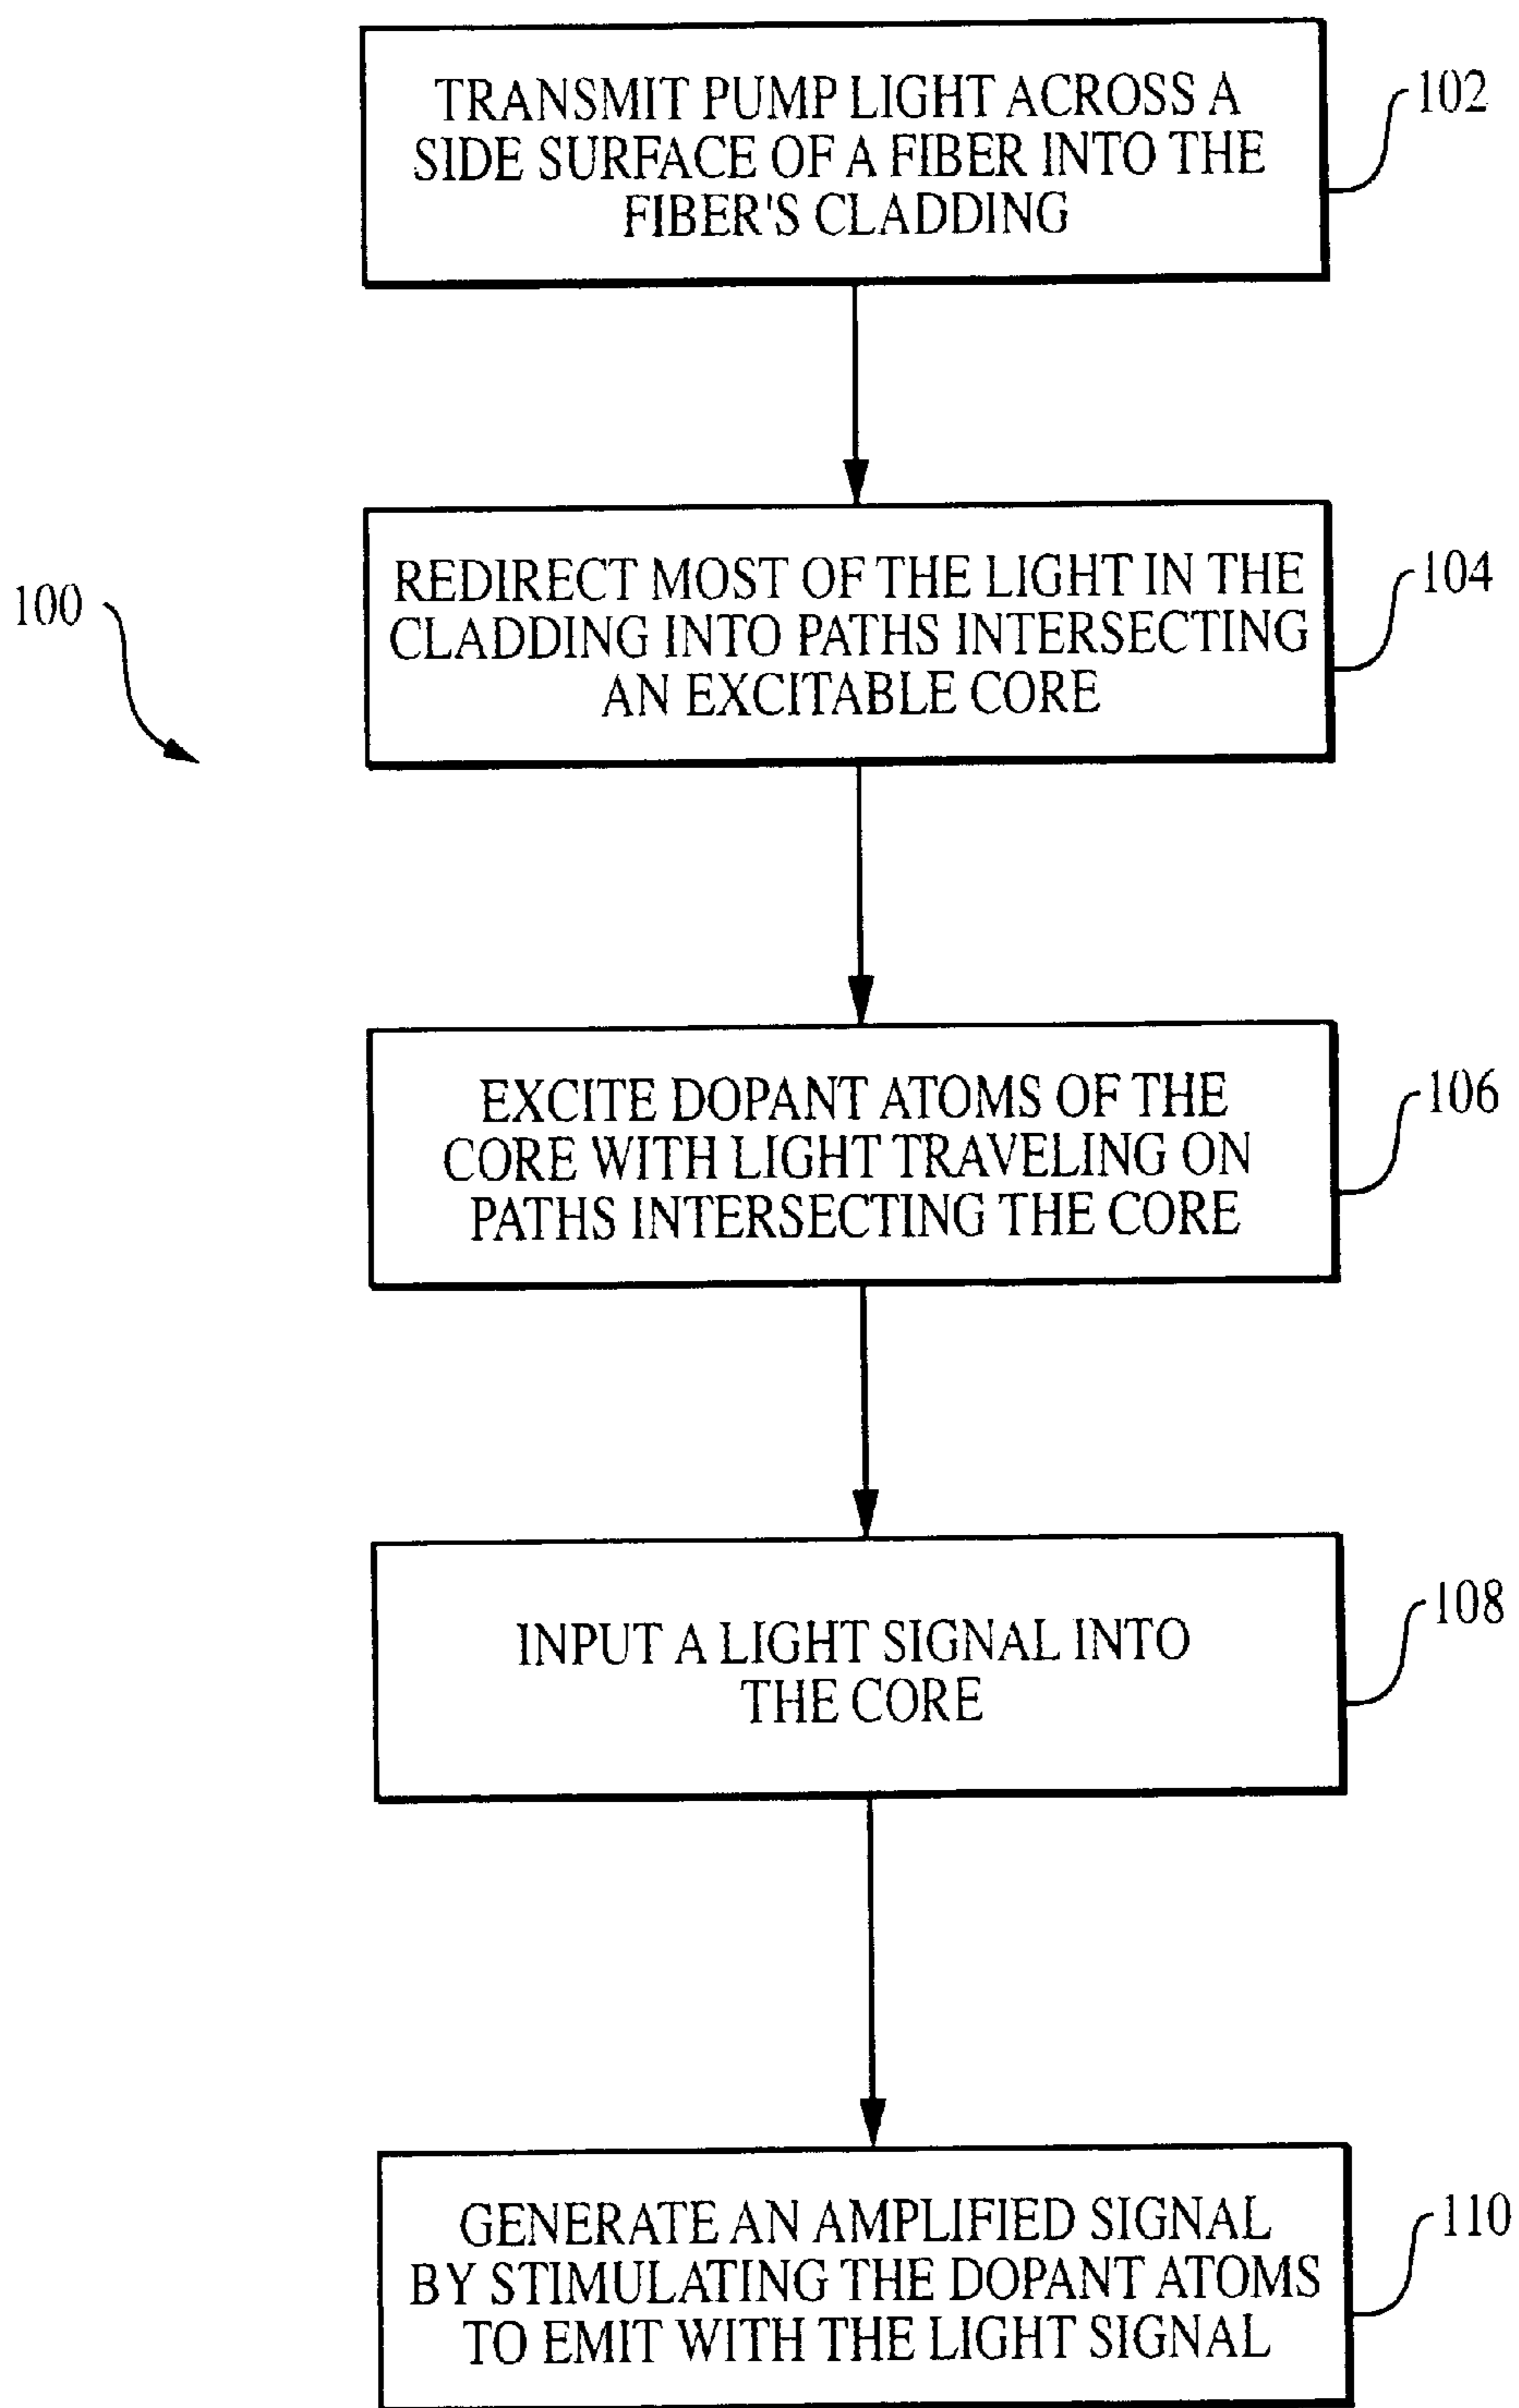 TRANSMIT PUMP LIGHT ACROSS A
SIDE SURFACE OF A FIBER INTO THE
FIBER'S CLADDING
102
REDIRECT MOST OF THE LIGHT IN THE
CLADDING INTO PATHS INTERSECTING
AN EXCITABLE CORE
104
100
EXCITE DOPANT ATOMS OF THE
CORE WITH LIGHT TRAVELING ON
PATHS INTERSECTING THE CORE
106
INPUT A LIGHT SIGNAL INTO
THE CORE
108
GENERATE AN AMPLIFIED SIGNAL
BY STIMULATING THE DOPANT ATOMS
TO EMIT WITH THE LIGHT SIGNAL
110